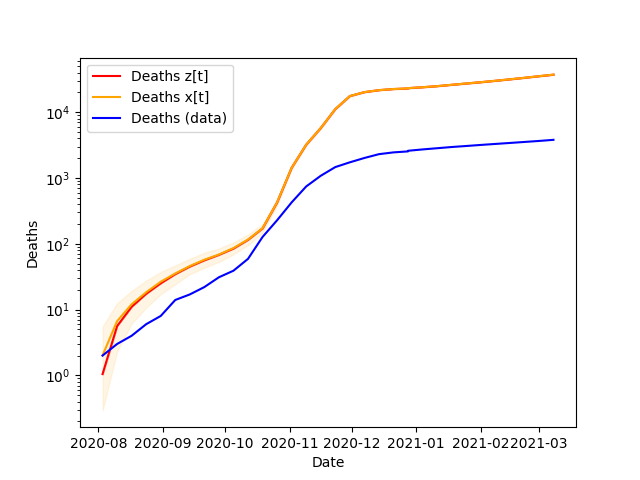 Deaths z[t]
Deaths x[t]
Deaths (data)
Deaths
10^4
10^3
10^2
10^1
10^0
2020-08 2020-09 2020-10 2020-11 2020-12 2021-01 2021-02 2021-03
Date